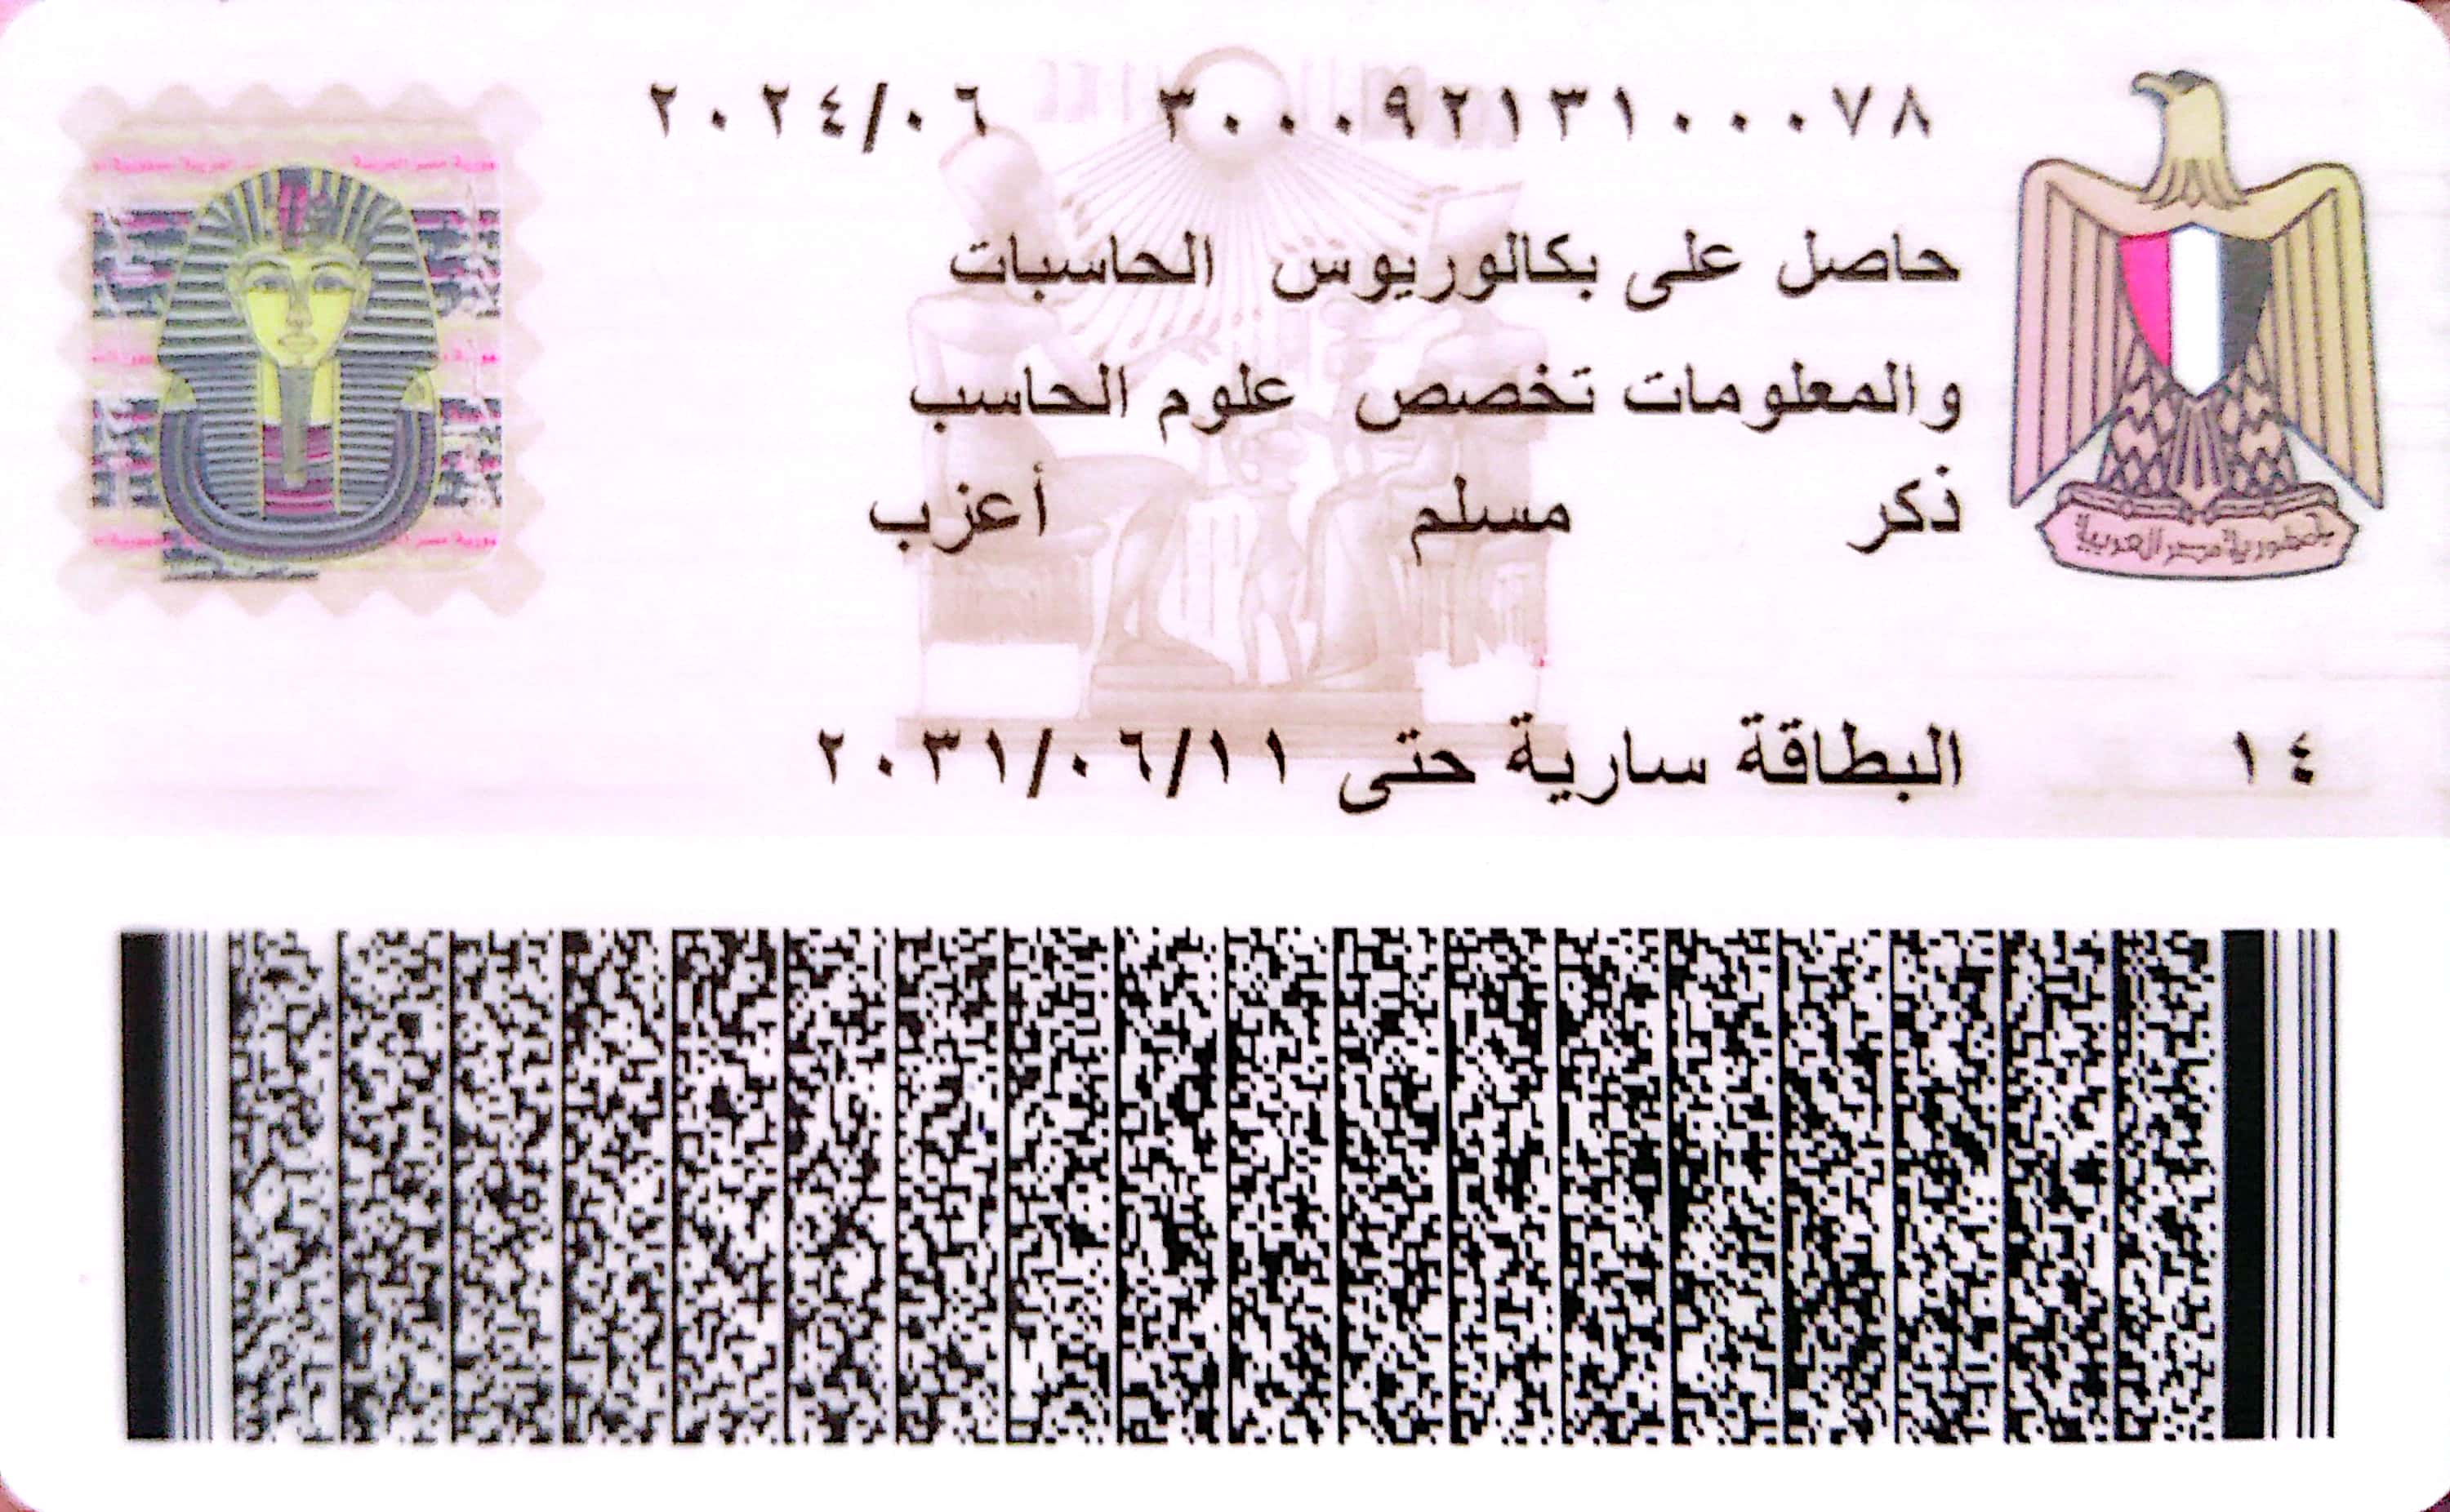 ٣٠٠٠٩٢١٣١٠٠٠٧٨ ٢٠٢٤/٠٦
حاصل على بكالوريوس الحاسبات
والمعلومات تخصص علوم الحاسب
ذكر مسلم أعزب
١٤ البطاقة سارية حتى ٢٠٣١/٠٦/١١
جمهورية مصر العربية